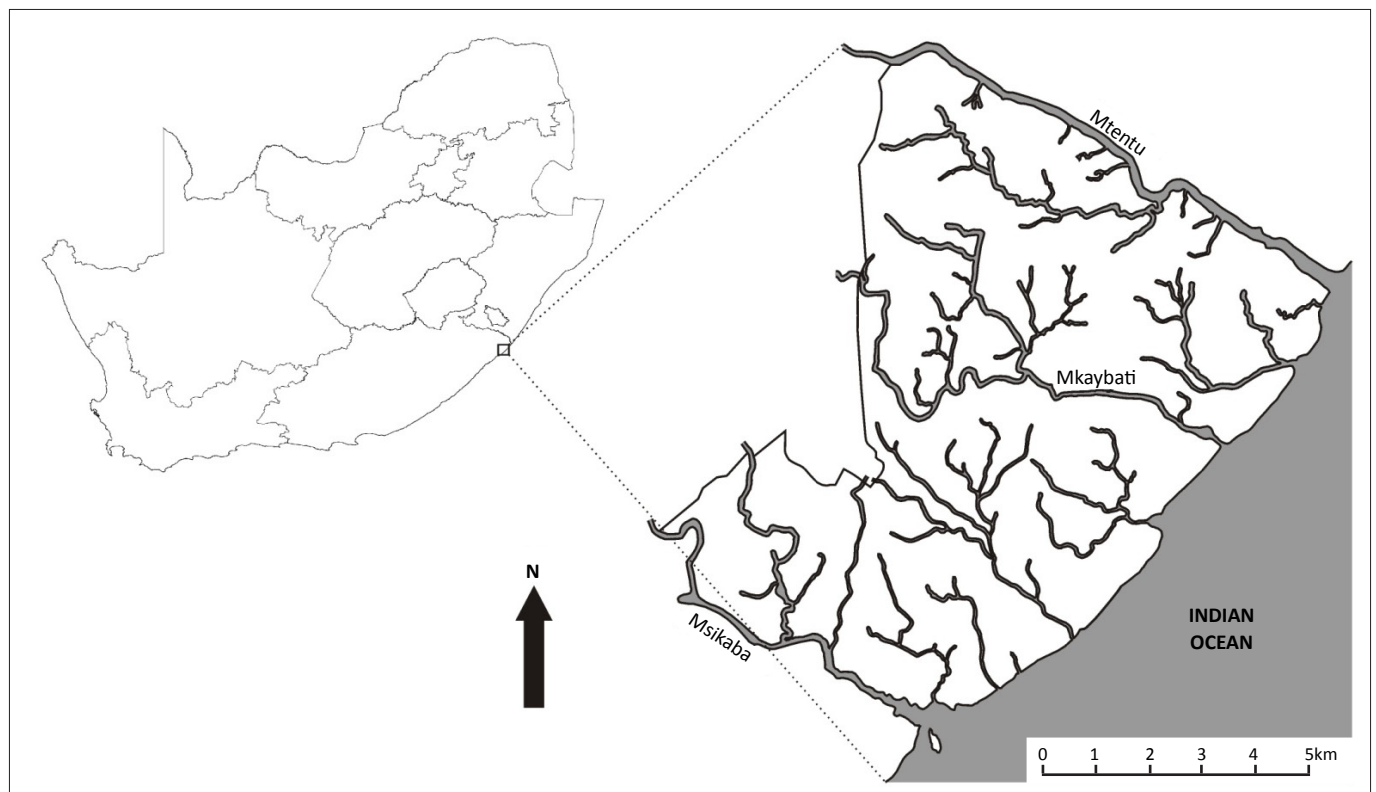 Mtentu
Mkaybati
N
Msikaba
INDIAN
OCEAN
0 1 2 3 4 5km